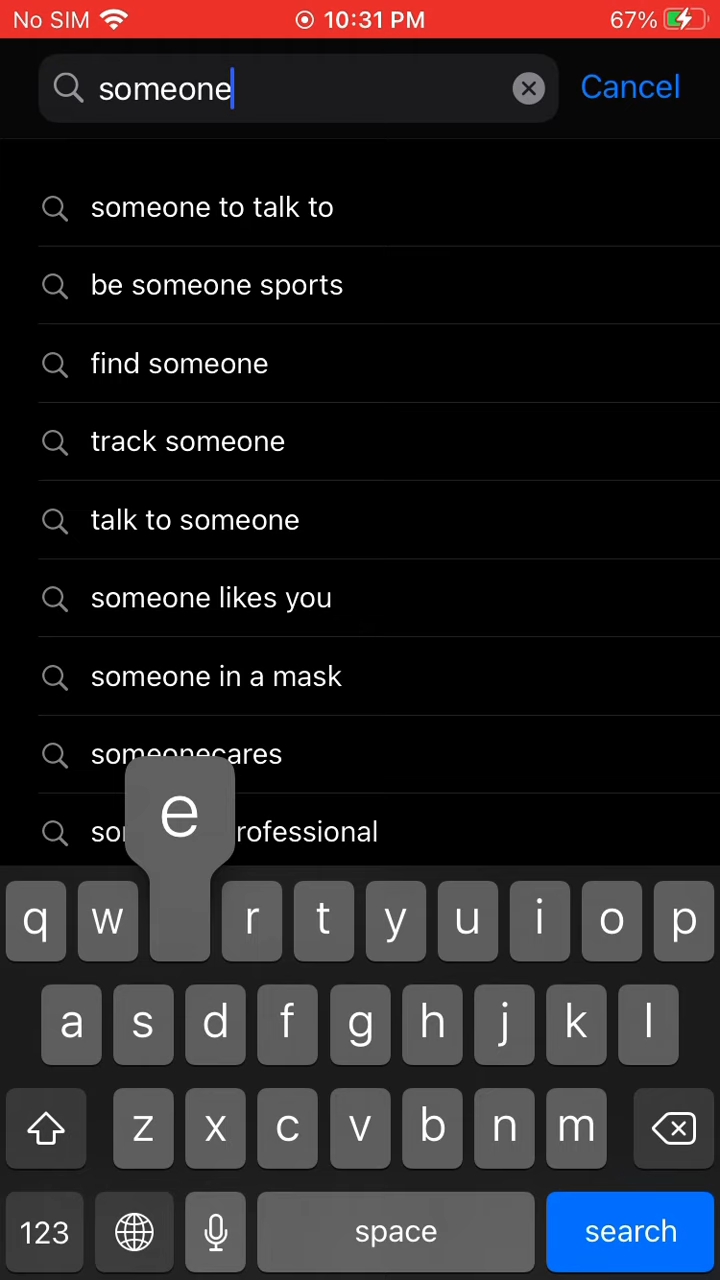 No SIM 10:31 PM 67%
someone Cancel
someone to talk to
be someone sports
find someone
track someone
talk to someone
someone likes you
someone in a mask
someonecares
rofessional
e
q w r t y u i o p
a s d f g h j k l
z x c v b n m
123 space search